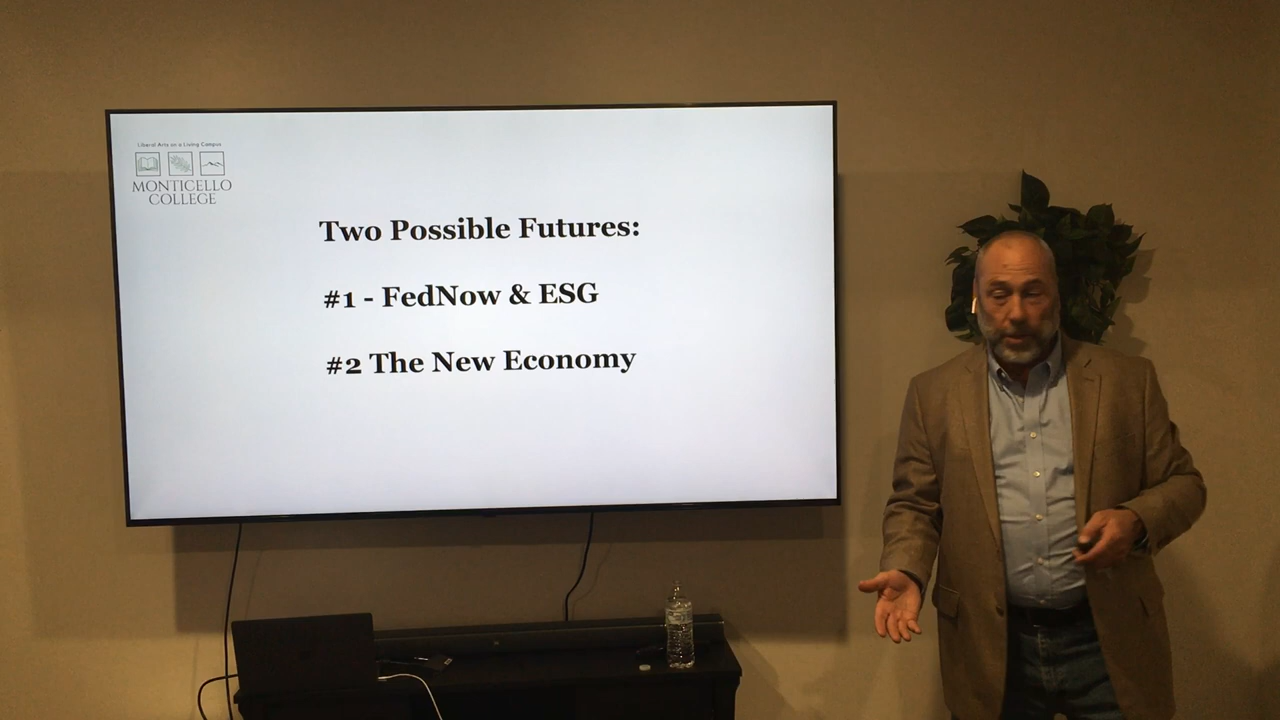 Liberal Arts on a Living Campus
MONTICELLO
COLLEGE
Two Possible Futures:
#1 - FedNow & ESG
#2 The New Economy